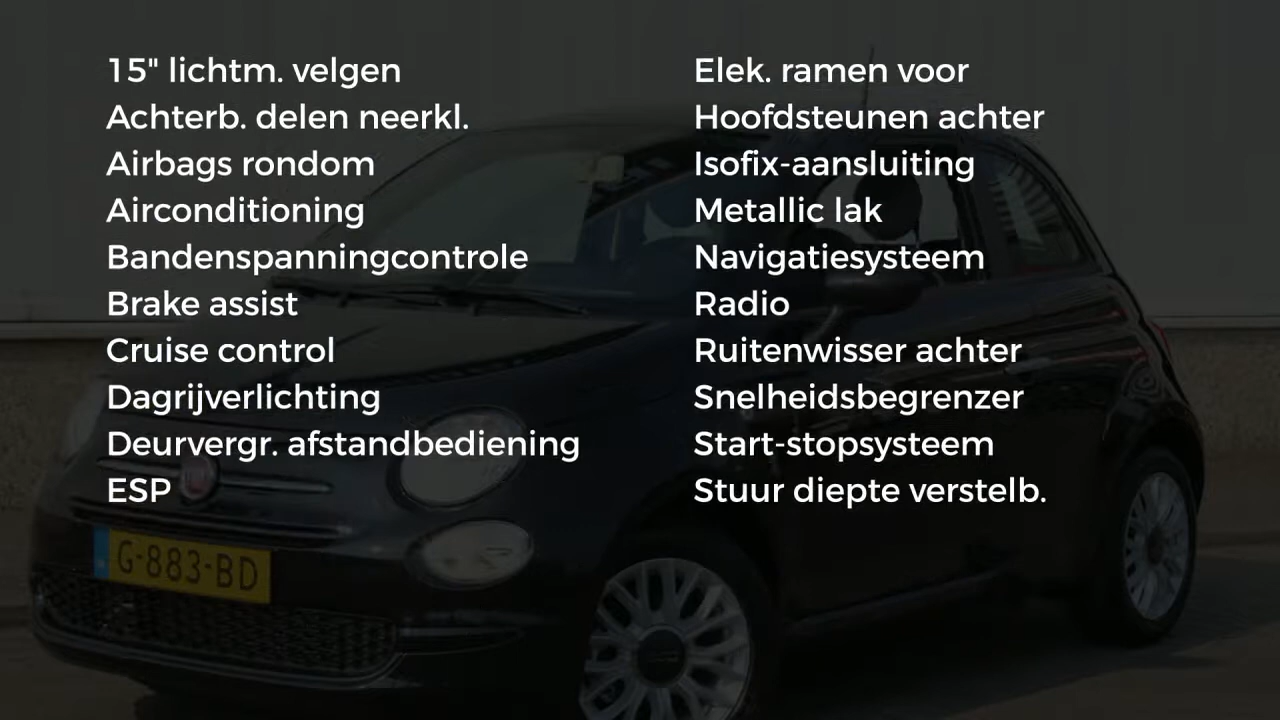 15" lichtm. velgen
Achterb. delen neerkl.
Airbags rondom
Airconditioning
Bandenspanningcontrole
Brake assist
Cruise control
Dagrijverlichting
Deurvergr. afstandbediening
ESP
Elek. ramen voor
Hoofdsteunen achter
Isofix-aansluiting
Metallic lak
Navigatiesysteem
Radio
Ruitenwisser achter
Snelheidsbegrenzer
Start-stopsysteem
Stuur diepte verstelb.
G-883-BD